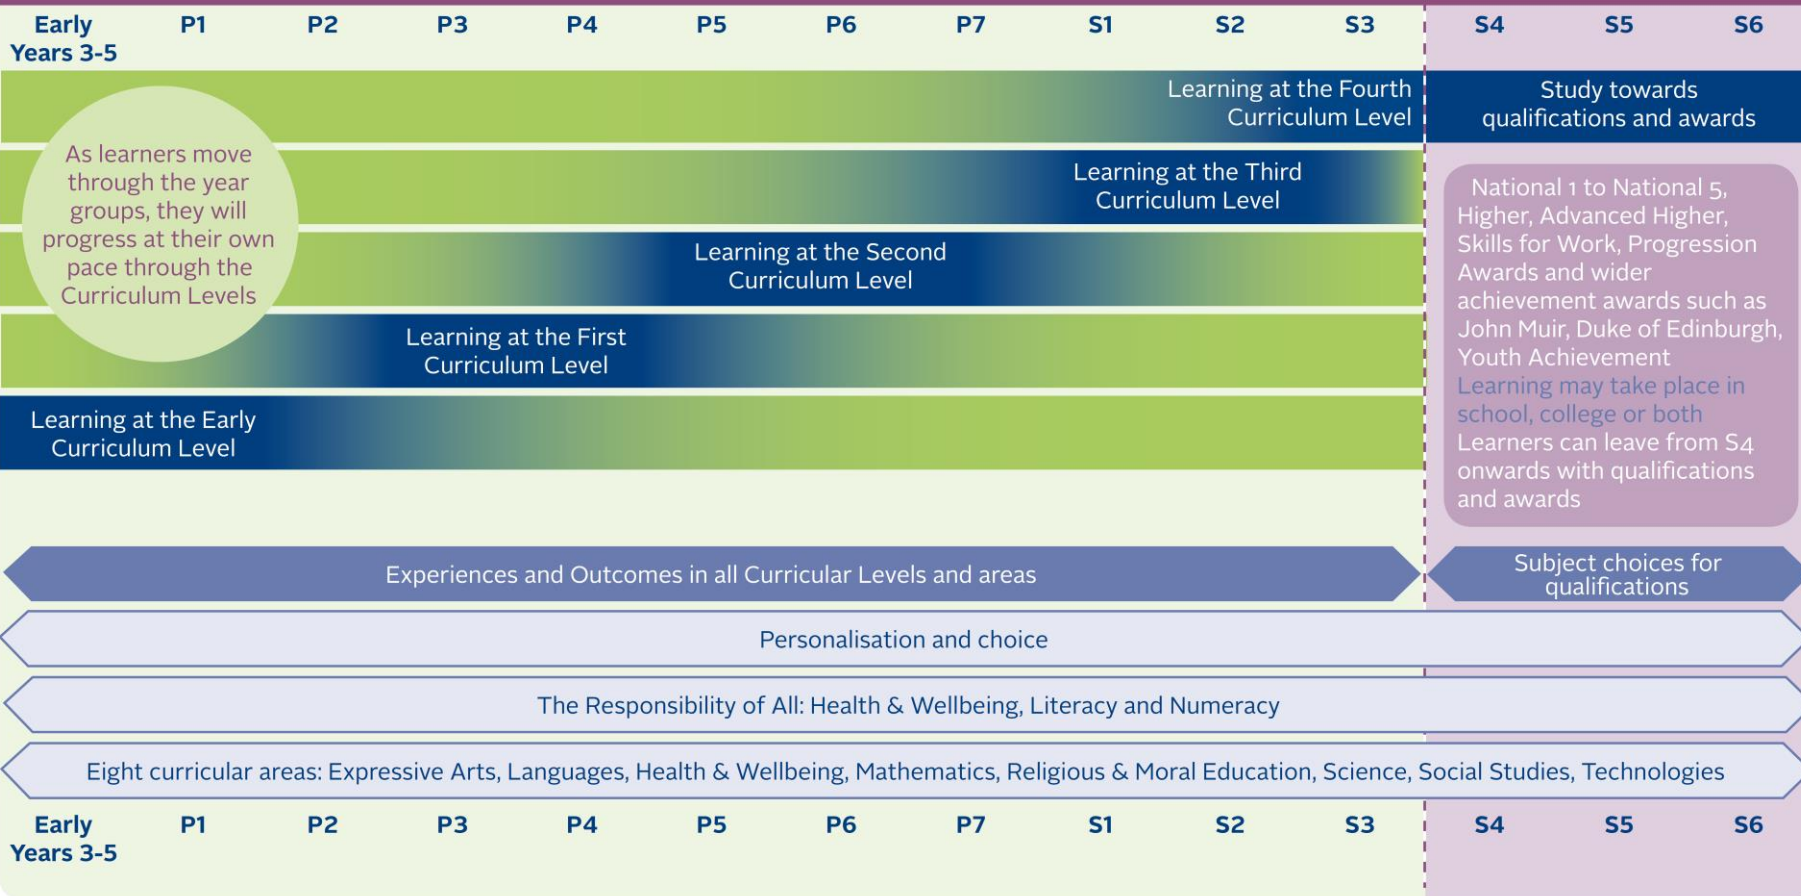 Early P1 P2 P3 P4 P5 P6 P7 S1 S2 S3 S4 S5 S6
Years 3-5
Learning at the Fourth
Curriculum Level
Study towards
qualifications and awards
As learners move
through the year
groups, they will
progress at their own
pace through the
Curriculum Levels
Learning at the Third
Curriculum Level
Learning at the Second
Curriculum Level
Learning at the First
Curriculum Level
Learning at the Early
Curriculum Level
National 1 to National 5,
Higher, Advanced Higher,
Skills for Work, Progression
Awards and wider
achievement awards such as
John Muir, Duke of Edinburgh,
Youth Achievement
Learning may take place in
school, college or both
Learners can leave from S4
onwards with qualifications
and awards
Experiences and Outcomes in all Curricular Levels and areas
Subject choices for
qualifications
Personalisation and choice
The Responsibility of All: Health & Wellbeing, Literacy and Numeracy
Eight curricular areas: Expressive Arts, Languages, Health & Wellbeing, Mathematics, Religious & Moral Education, Science, Social Studies, Technologies
Early P1 P2 P3 P4 P5 P6 P7 S1 S2 S3 S4 S5 S6
Years 3-5